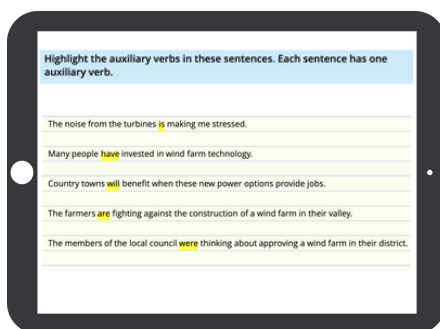 Highlight the auxiliary verbs in these sentences. Each sentence has one
auxiliary verb.
The noise from the turbines is making me stressed.
Many people have invested in wind farm technology.
Country towns will benefit when these new power options provide jobs.
The farmers are fighting against the construction of a wind farm in their valley.
The members of the local council were thinking about approving a wind farm in their district.